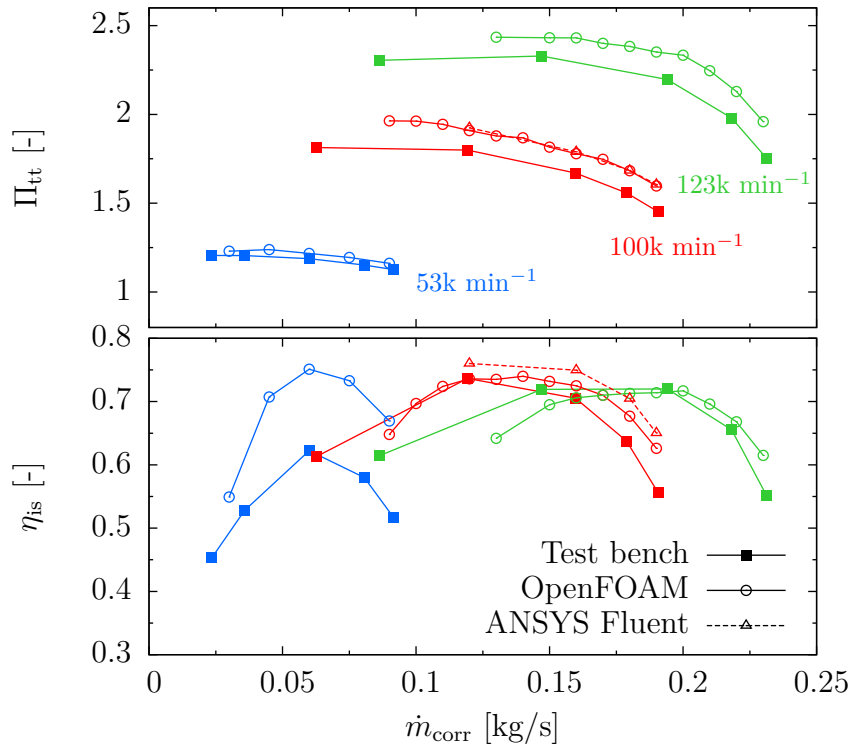 2.5
2
1.5
1
0.8
Π_tt [-]
123k min⁻¹
100k min⁻¹
53k min⁻¹
0.8
0.7
0.6
0.5
0.4
0.3
η_is [-]
Test bench
OpenFOAM
ANSYS Fluent
0 0.05 0.1 0.15 0.2 0.25
ṁ_corr [kg/s]